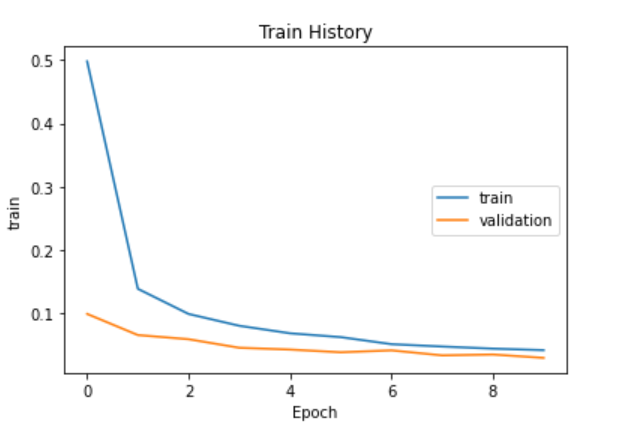 Train History
0.5
0.4
0.3
0.2
0.1
train
train
validation
0 2 4 6 8
Epoch